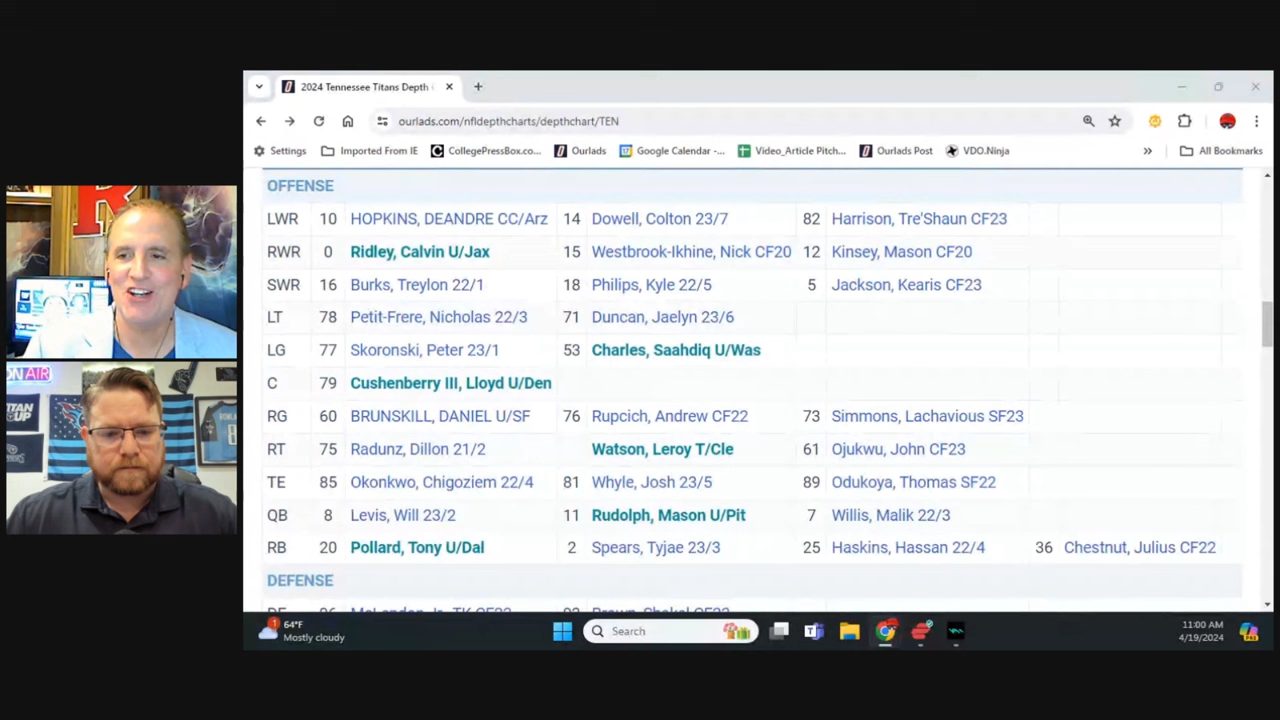 2024 Tennessee Titans Depth
ourlads.com/nfldepthcharts/depthchart/TEN
Settings Imported From IE CollegePressBox.co... Ourlads Google Calendar -... Video_Article Pitch... Ourlads Post VDO.Ninja » All Bookmarks
OFFENSE
LWR 10 HOPKINS, DEANDRE CC/Arz 14 Dowell, Colton 23/7 82 Harrison, Tre'Shaun CF23
RWR 0 Ridley, Calvin U/Jax 15 Westbrook-Ikhine, Nick CF20 12 Kinsey, Mason CF20
SWR 16 Burks, Treylon 22/1 18 Philips, Kyle 22/5 5 Jackson, Kearis CF23
LT 78 Petit-Frere, Nicholas 22/3 71 Duncan, Jaelyn 23/6
LG 77 Skoronski, Peter 23/1 53 Charles, Saahdiq U/Was
C 79 Cushenberry III, Lloyd U/Den
RG 60 BRUNSKILL, DANIEL U/SF 76 Rupcich, Andrew CF22 73 Simmons, Lachavious SF23
RT 75 Radunz, Dillon 21/2 Watson, Leroy T/Cle 61 Ojukwu, John CF23
TE 85 Okonkwo, Chigoziem 22/4 81 Whyle, Josh 23/5 89 Odukoya, Thomas SF22
QB 8 Levis, Will 23/2 11 Rudolph, Mason U/Pit 7 Willis, Malik 22/3
RB 20 Pollard, Tony U/Dal 2 Spears, Tyjae 23/3 25 Haskins, Hassan 22/4 36 Chestnut, Julius CF22
DEFENSE
1
64°F
Mostly cloudy
Search
11:00 AM
4/19/2024
R
ON AIR
TITAN
UP